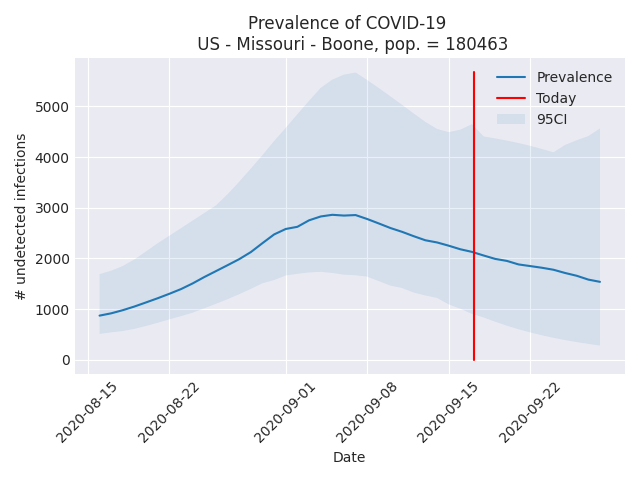 Prevalence of COVID-19
US - Missouri - Boone, pop. = 180463
Prevalence
Today
95CI
# undetected infections
5000
4000
3000
2000
1000
0
2020-08-15
2020-08-22
2020-09-01
2020-09-08
2020-09-15
2020-09-22
Date